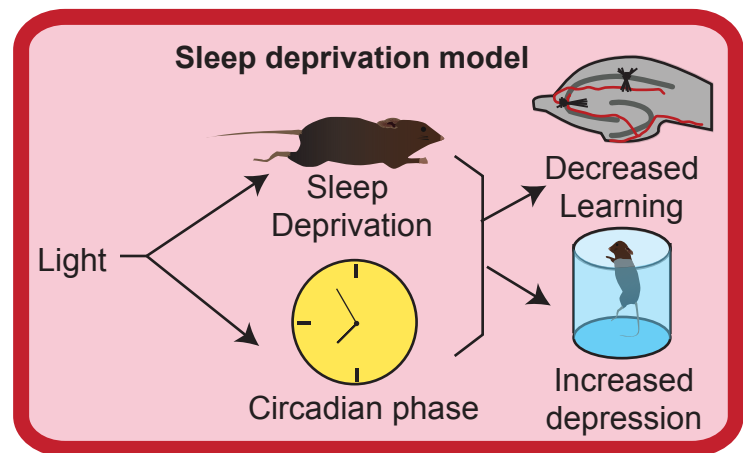 Sleep deprivation model
Light
Sleep
Deprivation
Circadian phase
Decreased
Learning
Increased
depression